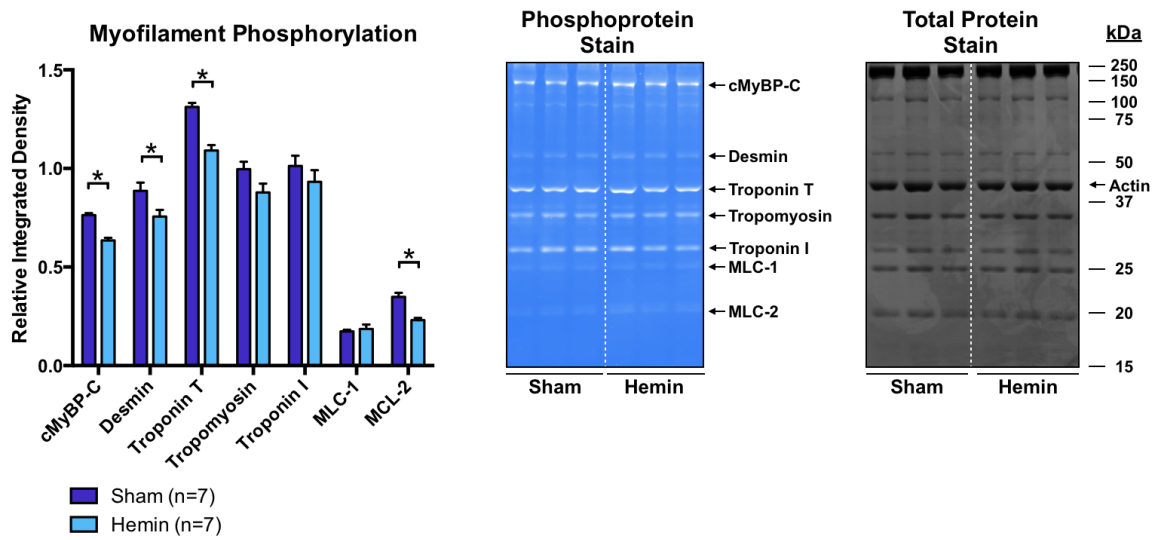 Myofilament Phosphorylation
Relative Integrated Density
1.5
1.0
0.5
0.0
*
*
*
*
cMyBP-C
Desmin
Troponin T
Tropomyosin
Troponin I
MLC-1
MCL-2
Sham (n=7)
Hemin (n=7)
Phosphoprotein
Stain
cMyBP-C
Desmin
Troponin T
Tropomyosin
Troponin I
MLC-1
MLC-2
Sham
Hemin
Total Protein
Stain
kDa
250
150
100
75
50
Actin
37
25
20
15
Sham
Hemin